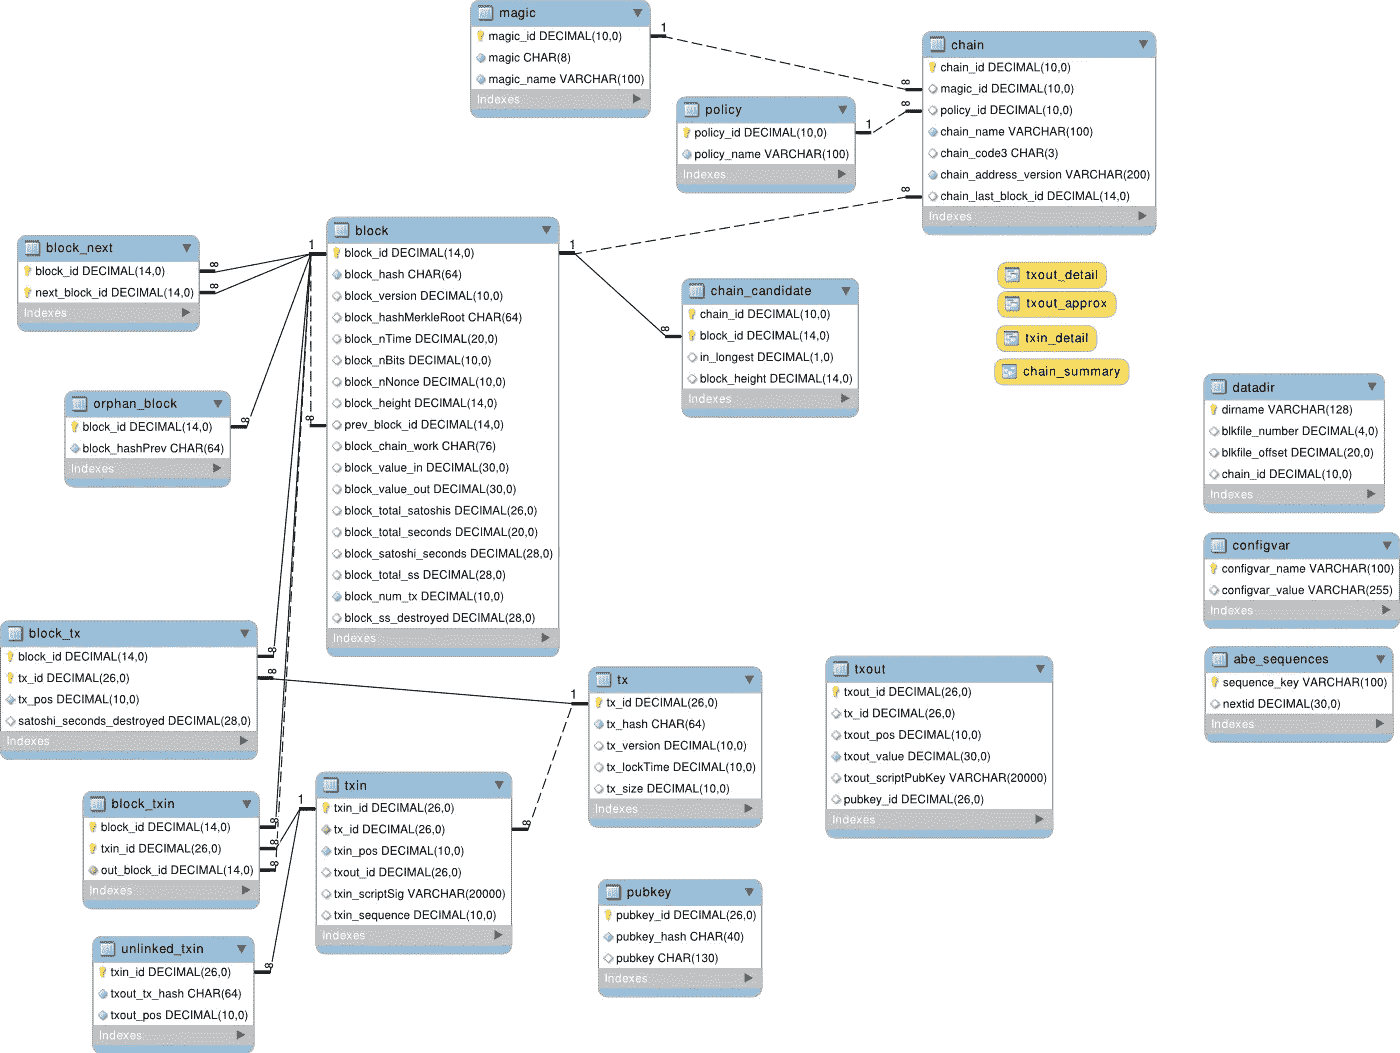 magic
magic_id DECIMAL(10,0)
magic CHAR(8)
magic_name VARCHAR(100)
Indexes
1
policy
policy_id DECIMAL(10,0)
policy_name VARCHAR(100)
Indexes
1
chain
chain_id DECIMAL(10,0)
magic_id DECIMAL(10,0)
policy_id DECIMAL(10,0)
chain_name VARCHAR(100)
chain_code3 CHAR(3)
chain_address_version VARCHAR(200)
chain_last_block_id DECIMAL(14,0)
Indexes
∞
∞
∞
block_next
block_id DECIMAL(14,0)
next_block_id DECIMAL(14,0)
Indexes
∞
∞
1
block
block_id DECIMAL(14,0)
block_hash CHAR(64)
block_version DECIMAL(10,0)
block_hashMerkleRoot CHAR(64)
block_nTime DECIMAL(20,0)
block_nBits DECIMAL(10,0)
block_nNonce DECIMAL(10,0)
block_height DECIMAL(14,0)
prev_block_id DECIMAL(14,0)
block_chain_work CHAR(76)
block_value_in DECIMAL(30,0)
block_value_out DECIMAL(30,0)
block_total_satoshis DECIMAL(26,0)
block_total_seconds DECIMAL(20,0)
block_satoshi_seconds DECIMAL(28,0)
block_total_ss DECIMAL(28,0)
block_num_tx DECIMAL(10,0)
block_ss_destroyed DECIMAL(28,0)
Indexes
1
∞
chain_candidate
chain_id DECIMAL(10,0)
block_id DECIMAL(14,0)
in_longest DECIMAL(1,0)
block_height DECIMAL(14,0)
Indexes
∞
txout_detail
txout_approx
txin_detail
chain_summary
orphan_block
block_id DECIMAL(14,0)
block_hashPrev CHAR(64)
Indexes
∞
datadir
dirname VARCHAR(128)
blkfile_number DECIMAL(4,0)
blkfile_offset DECIMAL(20,0)
chain_id DECIMAL(10,0)
Indexes
configvar
configvar_name VARCHAR(100)
configvar_value VARCHAR(255)
Indexes
abe_sequences
sequence_key VARCHAR(100)
nextid DECIMAL(30,0)
Indexes
block_tx
block_id DECIMAL(14,0)
tx_id DECIMAL(26,0)
tx_pos DECIMAL(10,0)
satoshi_seconds_destroyed DECIMAL(28,0)
Indexes
∞
∞
1
tx
tx_id DECIMAL(26,0)
tx_hash CHAR(64)
tx_version DECIMAL(10,0)
tx_lockTime DECIMAL(10,0)
tx_size DECIMAL(10,0)
Indexes
txout
txout_id DECIMAL(26,0)
tx_id DECIMAL(26,0)
txout_pos DECIMAL(10,0)
txout_value DECIMAL(30,0)
txout_scriptPubKey VARCHAR(20000)
pubkey_id DECIMAL(26,0)
Indexes
block_txin
block_id DECIMAL(14,0)
txin_id DECIMAL(26,0)
out_block_id DECIMAL(14,0)
Indexes
∞
∞
∞
1
txin
txin_id DECIMAL(26,0)
tx_id DECIMAL(26,0)
txin_pos DECIMAL(10,0)
txout_id DECIMAL(26,0)
txin_scriptSig VARCHAR(20000)
txin_sequence DECIMAL(10,0)
Indexes
∞
pubkey
pubkey_id DECIMAL(26,0)
pubkey_hash CHAR(40)
pubkey CHAR(130)
Indexes
unlinked_txin
txin_id DECIMAL(26,0)
txout_tx_hash CHAR(64)
txout_pos DECIMAL(10,0)
Indexes
∞